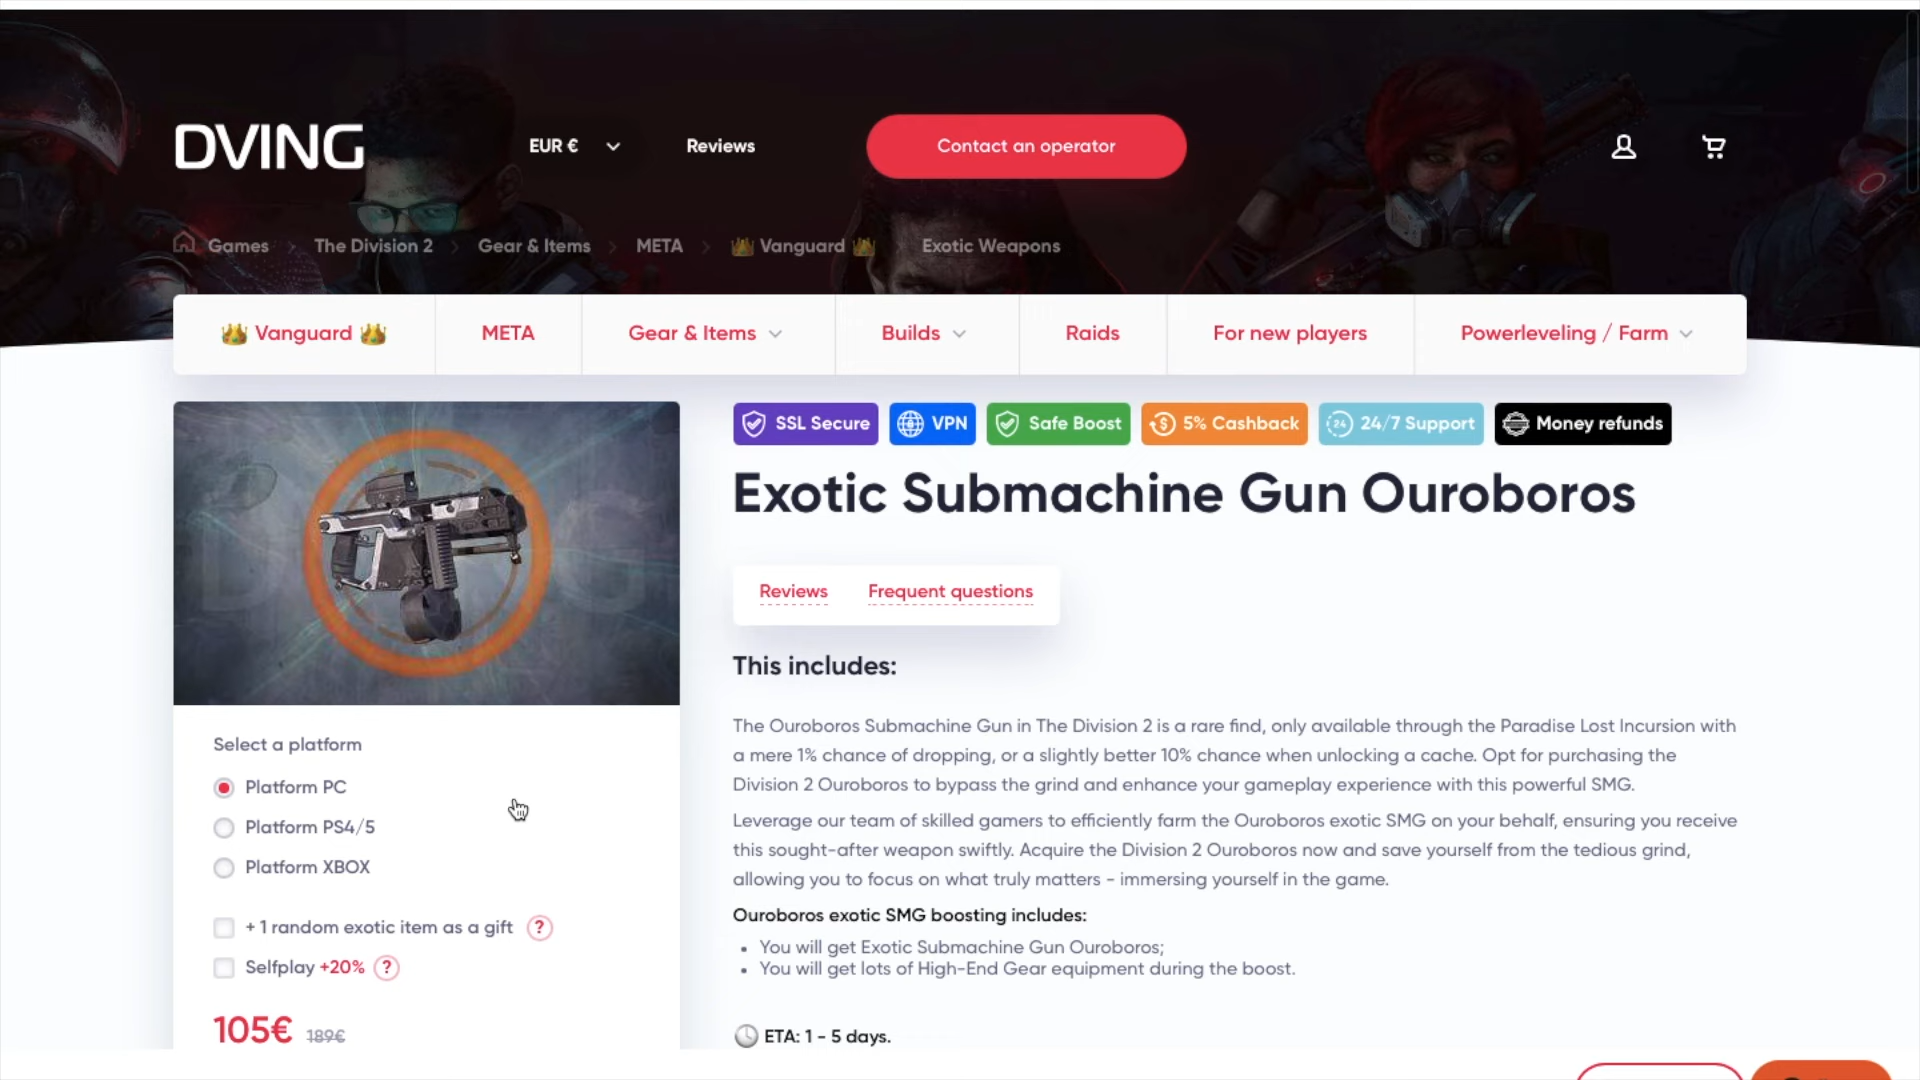 DVING
EUR €
Reviews
Contact an operator
Games
The Division 2
Gear & Items
META
Vanguard
Exotic Weapons
Vanguard
META
Gear & Items
Builds
Raids
For new players
Powerleveling / Farm
SSL Secure
VPN
Safe Boost
5% Cashback
24/7 Support
Money refunds
Exotic Submachine Gun Ouroboros
Reviews
Frequent questions
This includes:
The Ouroboros Submachine Gun in The Division 2 is a rare find, only available through the Paradise Lost Incursion with
a mere 1% chance of dropping, or a slightly better 10% chance when unlocking a cache. Opt for purchasing the
Division 2 Ouroboros to bypass the grind and enhance your gameplay experience with this powerful SMG.
Leverage our team of skilled gamers to efficiently farm the Ouroboros exotic SMG on your behalf, ensuring you receive
this sought-after weapon swiftly. Acquire the Division 2 Ouroboros now and save yourself from the tedious grind,
allowing you to focus on what truly matters - immersing yourself in the game.
Ouroboros exotic SMG boosting includes:
• You will get Exotic Submachine Gun Ouroboros;
• You will get lots of High-End Gear equipment during the boost.
ETA: 1 - 5 days.
Select a platform
Platform PC
Platform PS4/5
Platform XBOX
+ 1 random exotic item as a gift ?
Selfplay +20% ?
105€ 189€